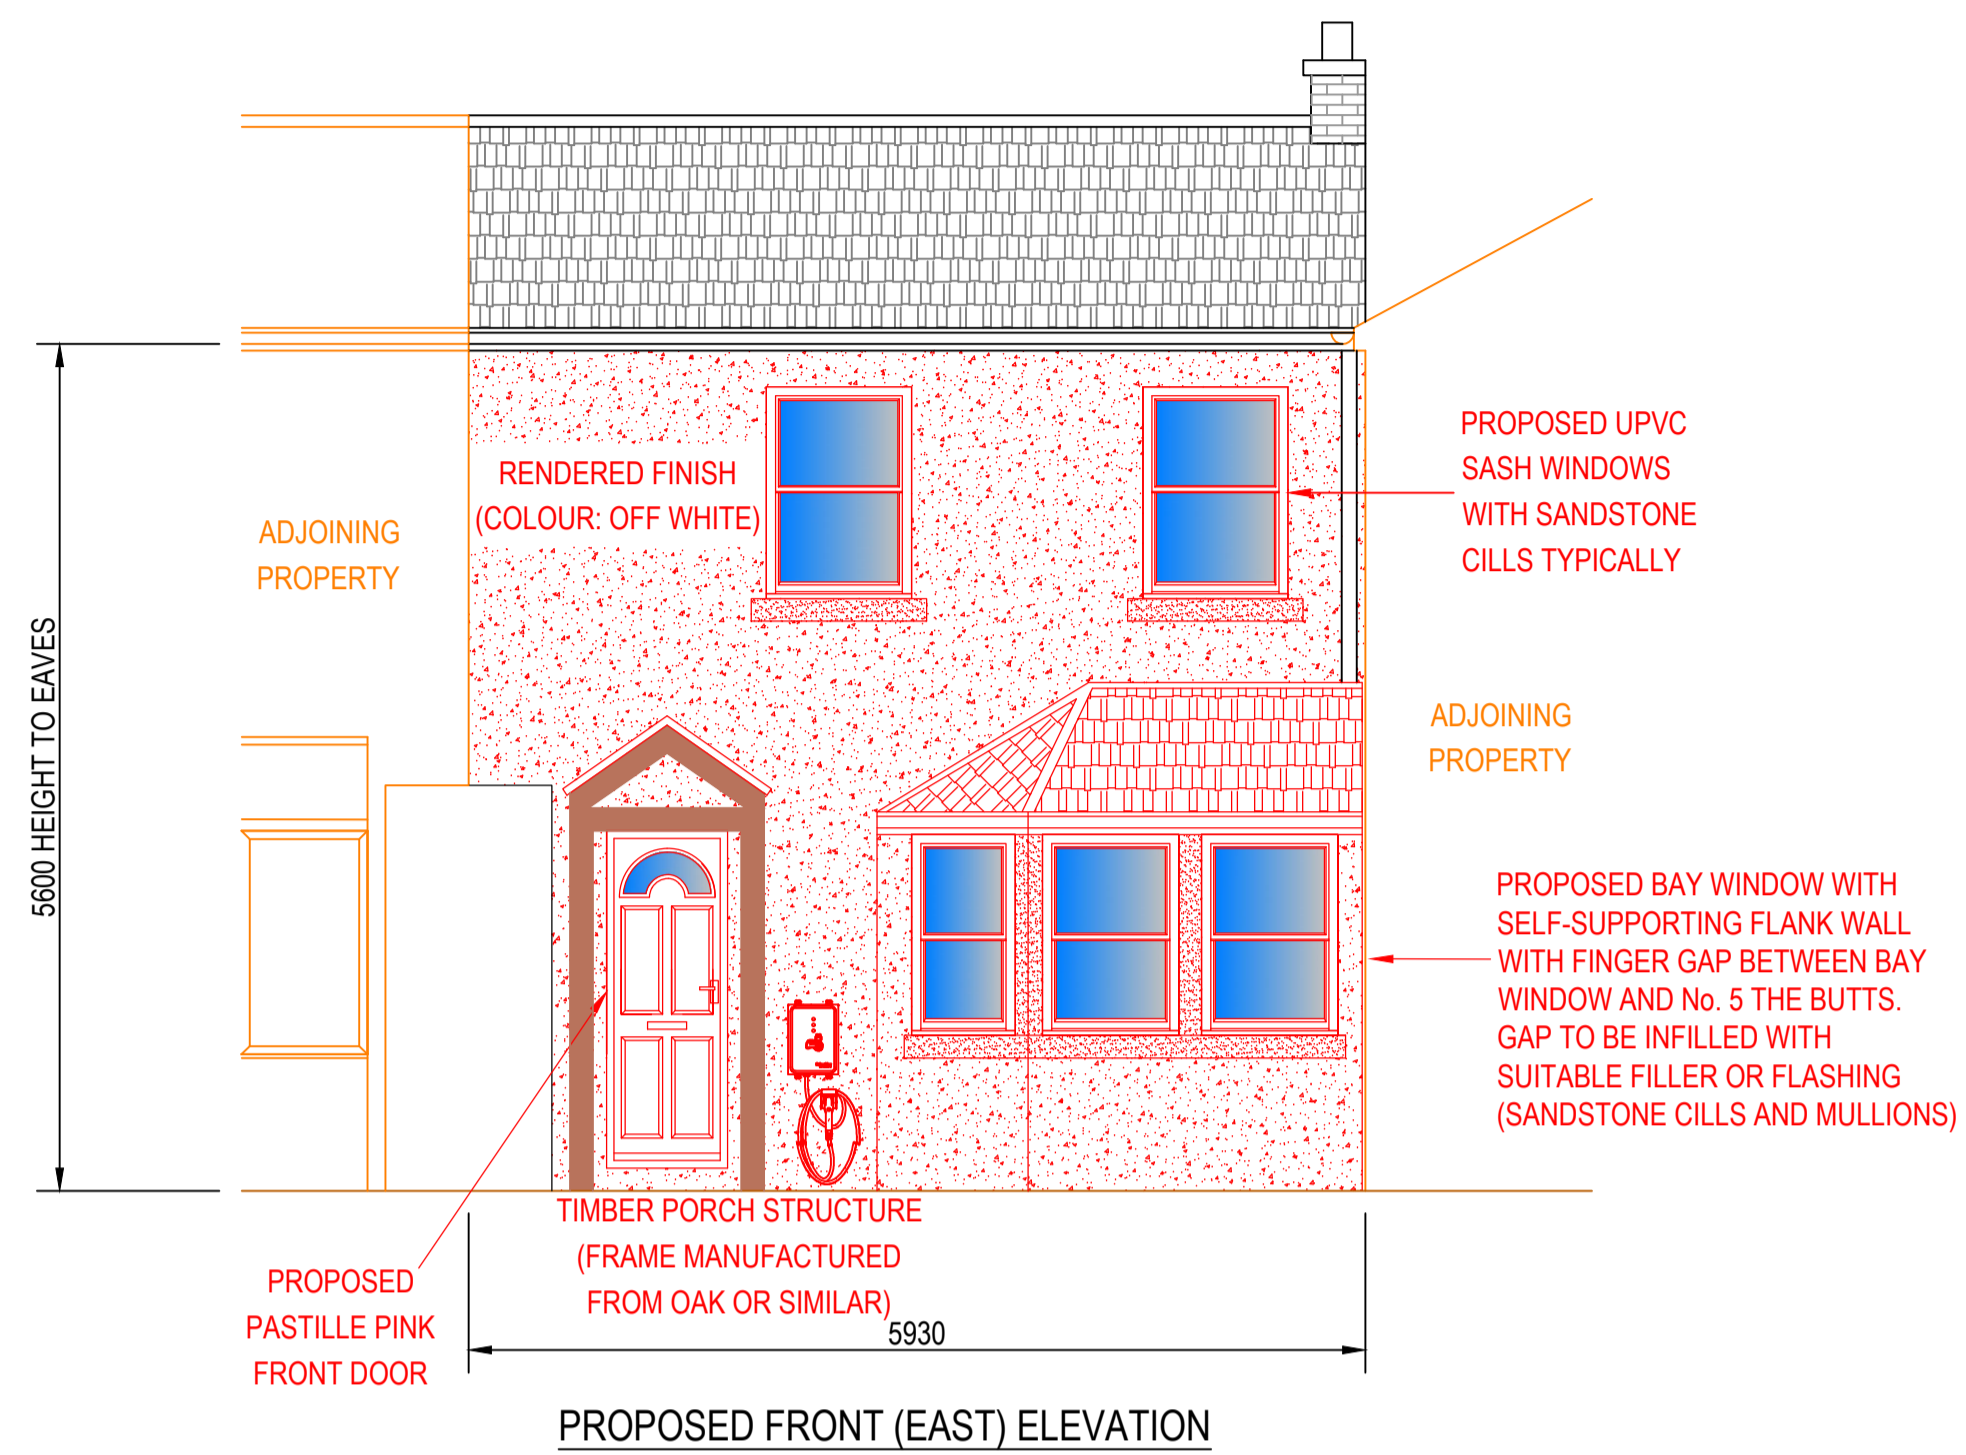 RENDERED FINISH
(COLOUR: OFF WHITE)
PROPOSED UPVC
SASH WINDOWS
WITH SANDSTONE
CILLS TYPICALLY
ADJOINING
PROPERTY
5600 HEIGHT TO EAVES
ADJOINING
PROPERTY
PROPOSED BAY WINDOW WITH
SELF-SUPPORTING FLANK WALL
WITH FINGER GAP BETWEEN BAY
WINDOW AND No. 5 THE BUTTS.
GAP TO BE INFILLED WITH
SUITABLE FILLER OR FLASHING
(SANDSTONE CILLS AND MULLIONS)
TIMBER PORCH STRUCTURE
(FRAME MANUFACTURED
FROM OAK OR SIMILAR)
PROPOSED
PASTILLE PINK
FRONT DOOR
5930
PROPOSED FRONT (EAST) ELEVATION